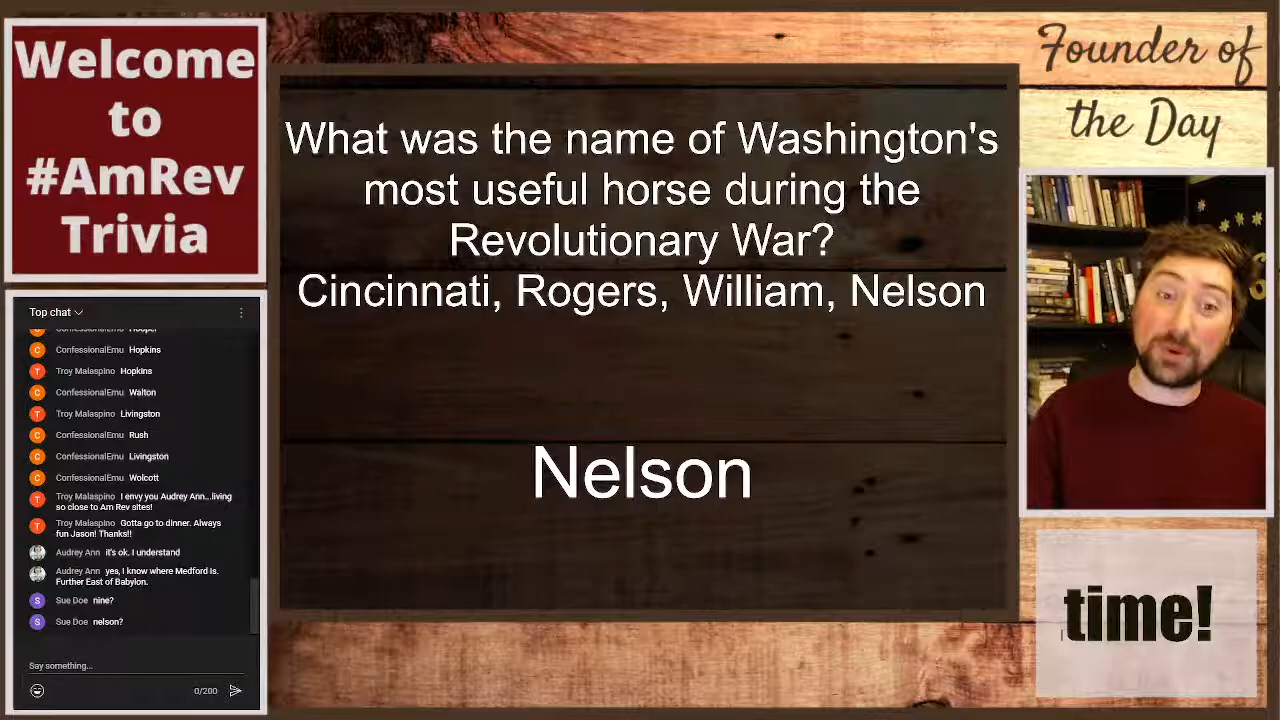 Welcome
to
#AmRev
Trivia
Founder of
the Day
What was the name of Washington's
most useful horse during the
Revolutionary War?
Cincinnati, Rogers, William, Nelson
Nelson
time!
Top chat
ConfessionalEmu Hooper
ConfessionalEmu Hopkins
Troy Malaspino Hopkins
ConfessionalEmu Walton
Troy Malaspino Livingston
ConfessionalEmu Rush
ConfessionalEmu Livingston
ConfessionalEmu Wolcott
Troy Malaspino I envy you Audrey Ann...living
so close to Am Rev sites!
Troy Malaspino Gotta go to dinner. Always
fun Jason! Thanks!!
Audrey Ann it's ok. I understand
Audrey Ann yes, I know where Medford is.
Further East of Babylon.
Sue Doe nine?
Sue Doe nelson?
Say something...
0/200